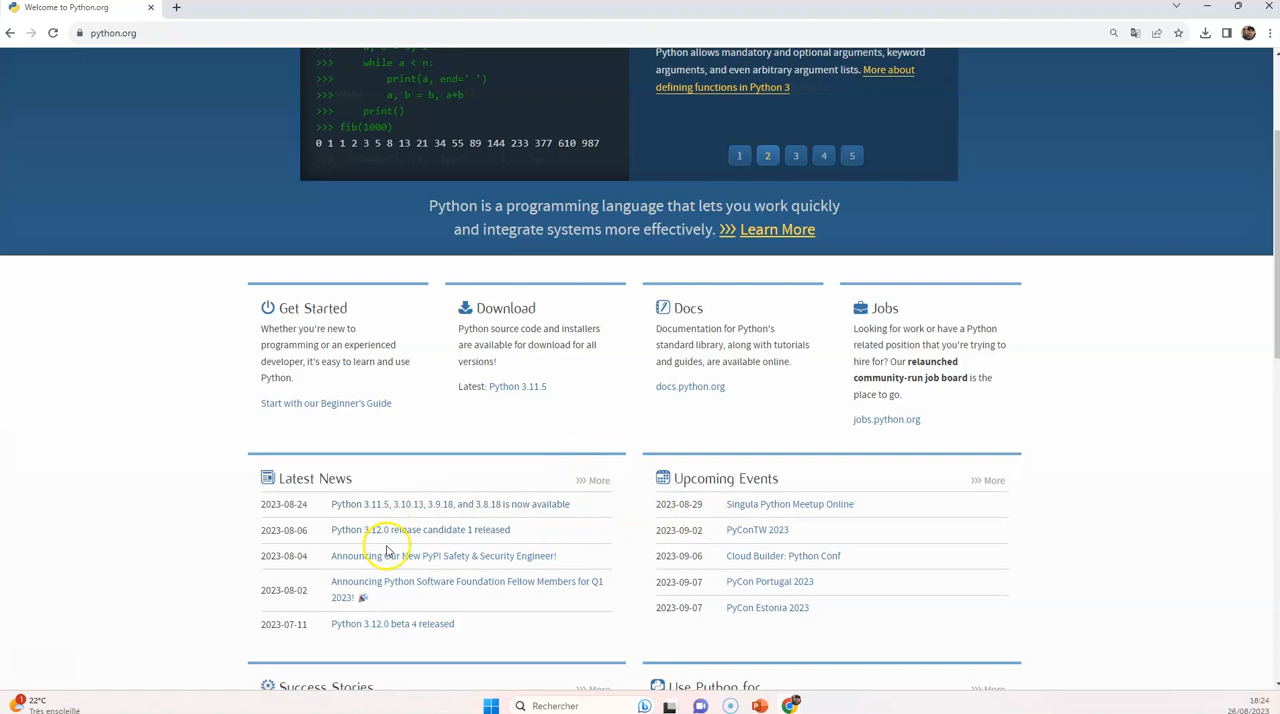 Welcome to Python.org
python.org
>>> while a < n:
>>> print(a, end=' ')
>>> a, b = b, a+b
>>> print()
>>> fib(1000)
0 1 1 2 3 5 8 13 21 34 55 89 144 233 377 610 987
Python allows mandatory and optional arguments, keyword
arguments, and even arbitrary argument lists. More about
defining functions in Python 3
1 2 3 4 5
Python is a programming language that lets you work quickly
and integrate systems more effectively. >>> Learn More
Get Started
Whether you're new to
programming or an experienced
developer, it's easy to learn and use
Python.
Start with our Beginner's Guide
Download
Python source code and installers
are available for download for all
versions!
Latest: Python 3.11.5
Docs
Documentation for Python's
standard library, along with tutorials
and guides, are available online.
docs.python.org
Jobs
Looking for work or have a Python
related position that you're trying to
hire for? Our relaunched
community-run job board is the
place to go.
jobs.python.org
Latest News
>>> More
2023-08-24 Python 3.11.5, 3.10.13, 3.9.18, and 3.8.18 is now available
2023-08-06 Python 3.12.0 release candidate 1 released
2023-08-04 Announcing Our New PyPI Safety & Security Engineer!
2023-08-02 Announcing Python Software Foundation Fellow Members for Q1
2023! 🎉
2023-07-11 Python 3.12.0 beta 4 released
Upcoming Events
>>> More
2023-08-29 Singula Python Meetup Online
2023-09-02 PyConTW 2023
2023-09-06 Cloud Builder: Python Conf
2023-09-07 PyCon Portugal 2023
2023-09-07 PyCon Estonia 2023
Success Stories
>>> More
Use Python for…
>>> More
22°C
Très ensoleillé
Rechercher
18:24
26/08/2023